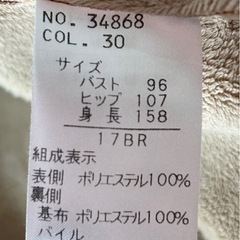 NO. 34868
COL. 30
サイズ
バスト 96
ヒップ 107
身長 158
17BR
組成表示
表側 ポリエステル100%
裏側
基布 ポリエステル100%
パイル